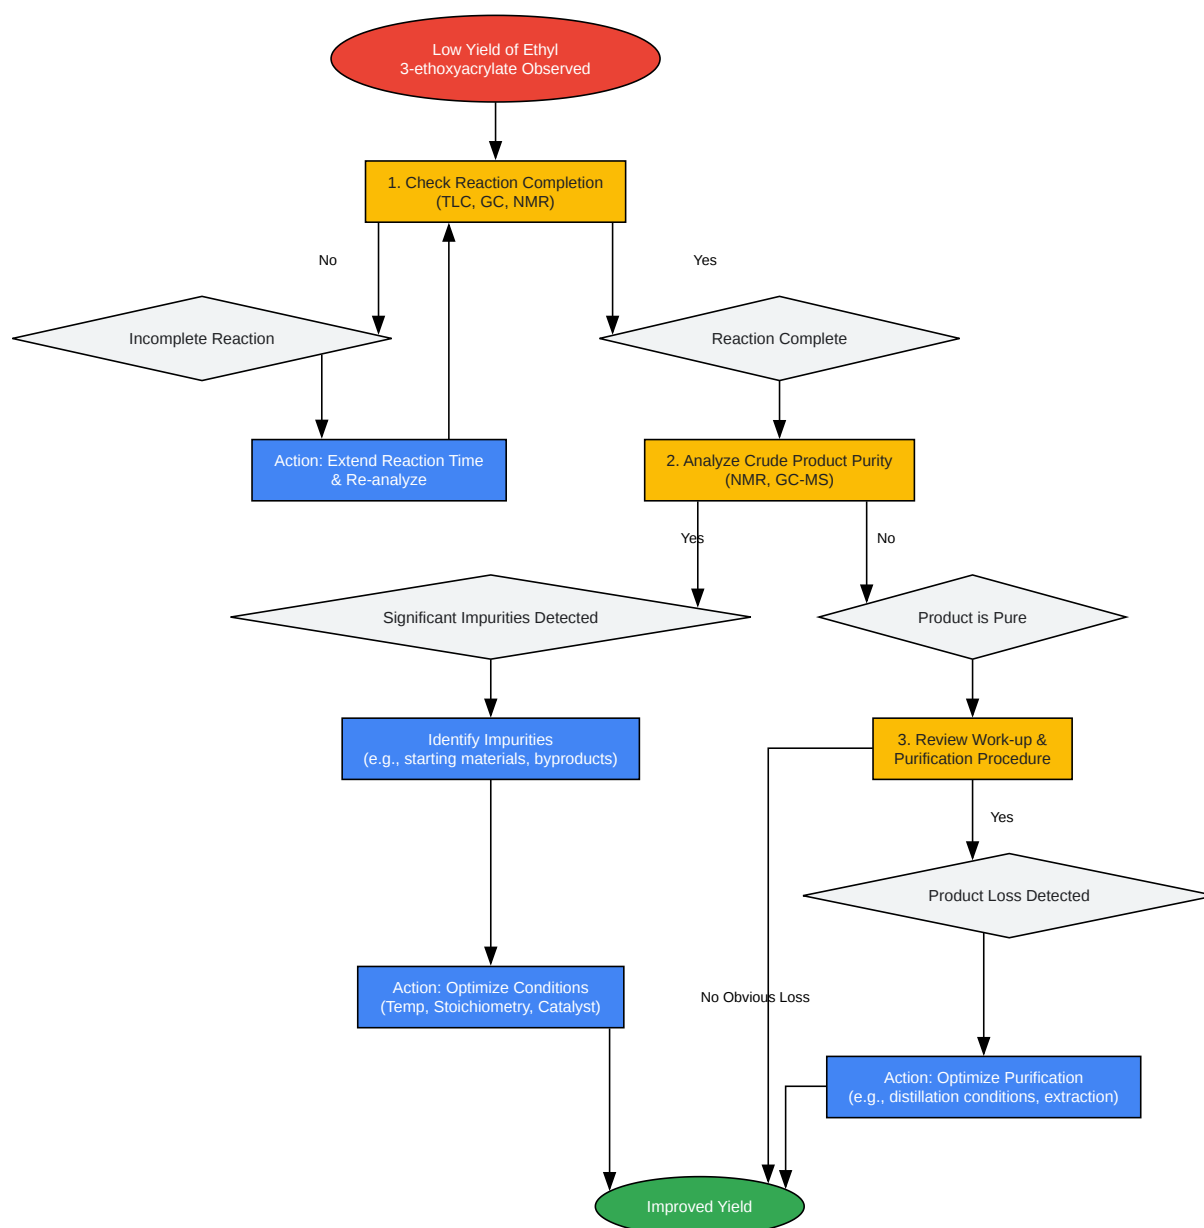 Low Yield of Ethyl
3-ethoxyacrylate Observed
1. Check Reaction Completion
(TLC, GC, NMR)
No
Yes
Incomplete Reaction
Reaction Complete
Action: Extend Reaction Time
& Re-analyze
2. Analyze Crude Product Purity
(NMR, GC-MS)
Yes
No
Significant Impurities Detected
Product is Pure
Identify Impurities
(e.g., starting materials, byproducts)
3. Review Work-up &
Purification Procedure
Yes
Product Loss Detected
Action: Optimize Conditions
(Temp, Stoichiometry, Catalyst)
No Obvious Loss
Action: Optimize Purification
(e.g., distillation conditions, extraction)
Improved Yield